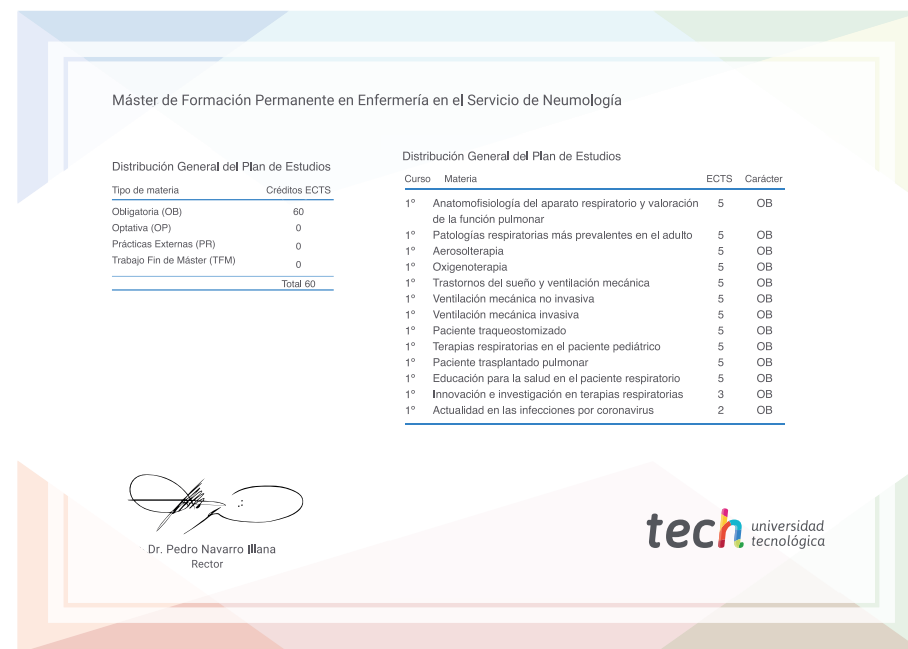 Máster de Formación Permanente en Enfermería en el Servicio de Neumología
Distribución General del Plan de Estudios
Tipo de materia Créditos ECTS
Obligatoria (OB) 60
Optativa (OP) 0
Prácticas Externas (PR) 0
Trabajo Fin de Máster (TFM) 0
Total 60
Distribución General del Plan de Estudios
Curso Materia ECTS Carácter
1º Anatomofisiología del aparato respiratorio y valoración 5 OB
de la función pulmonar
1º Patologías respiratorias más prevalentes en el adulto 5 OB
1º Aerosolterapia 5 OB
1º Oxigenoterapia 5 OB
1º Trastornos del sueño y ventilación mecánica 5 OB
1º Ventilación mecánica no invasiva 5 OB
1º Ventilación mecánica invasiva 5 OB
1º Paciente traqueostomizado 5 OB
1º Terapias respiratorias en el paciente pediátrico 5 OB
1º Paciente trasplantado pulmonar 5 OB
1º Educación para la salud en el paciente respiratorio 5 OB
1º Innovación e investigación en terapias respiratorias 3 OB
1º Actualidad en las infecciones por coronavirus 2 OB
Dr. Pedro Navarro Illana
Rector
tech universidad
tecnológica